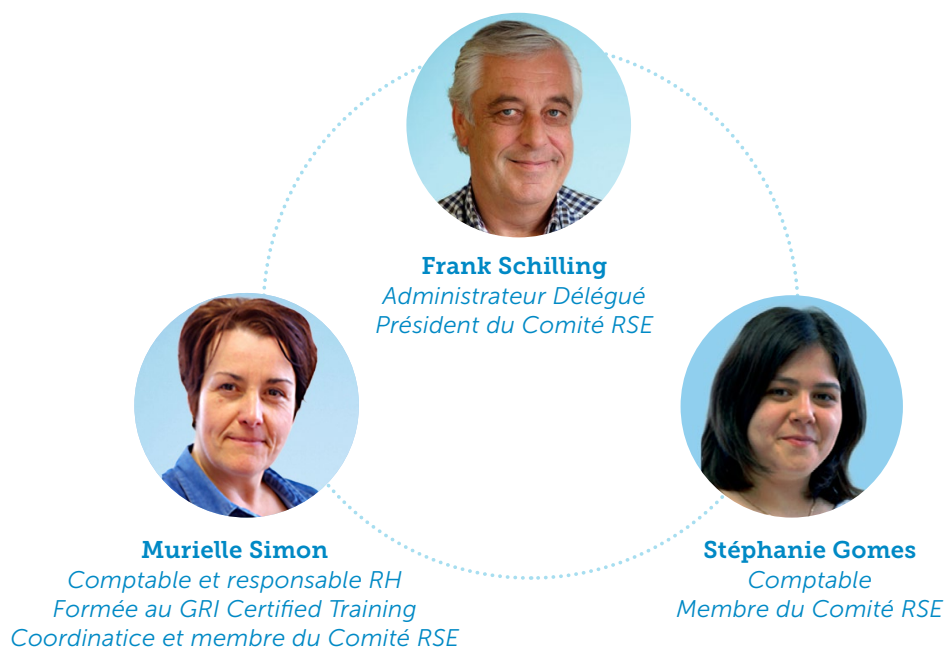 Frank Schilling
Administrateur Délégué
Président du Comité RSE
Murielle Simon
Comptable et responsable RH
Formée au GRI Certified Training
Coordinatice et membre du Comité RSE
Stéphanie Gomes
Comptable
Membre du Comité RSE